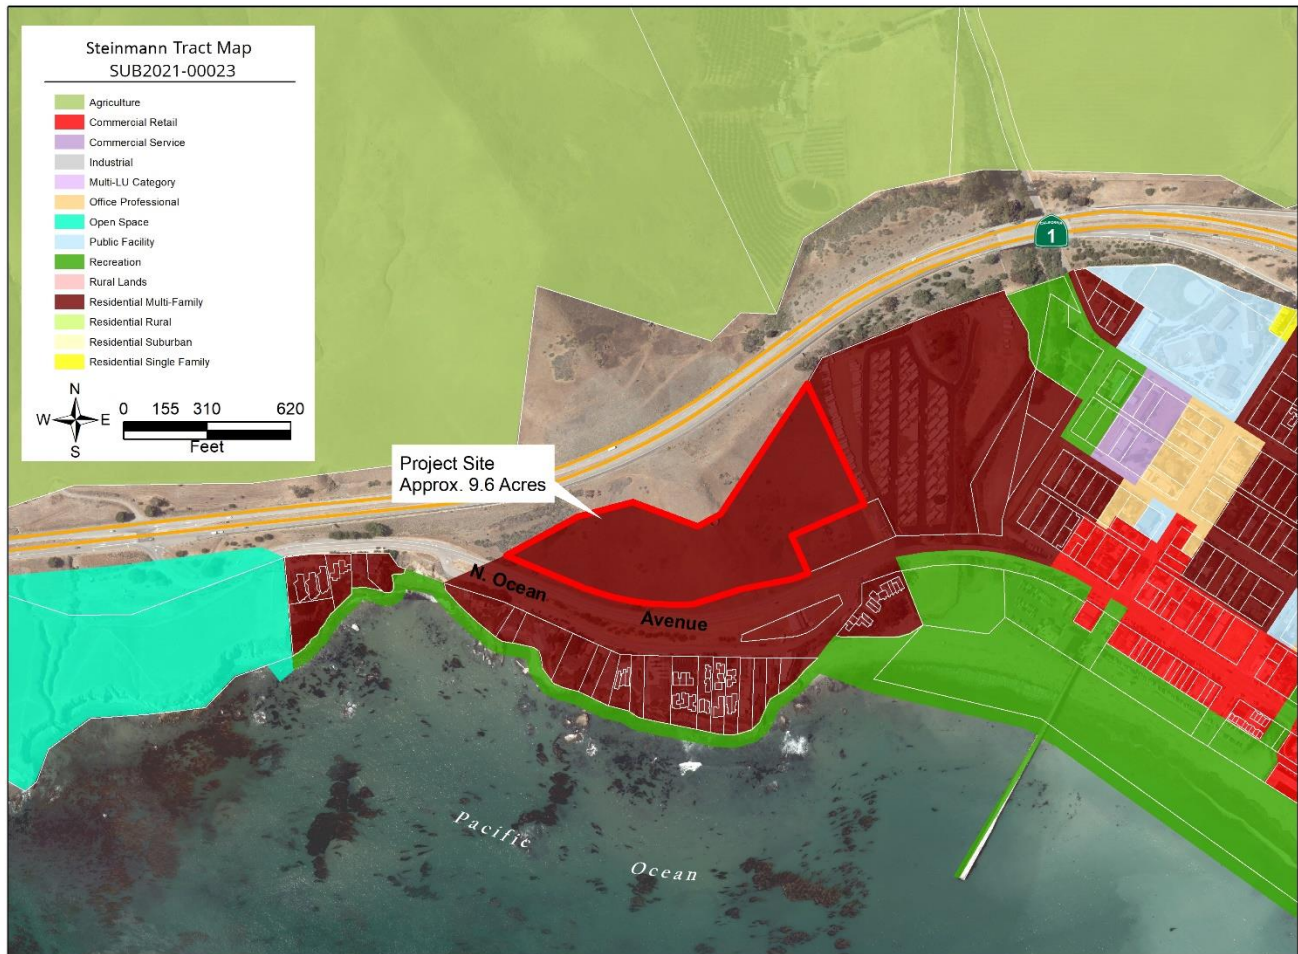 Steinmann Tract Map
SUB2021-00023
Agriculture
Commercial Retail
Commercial Service
Industrial
Multi-LU Category
Office Professional
Open Space
Public Facility
Recreation
Rural Lands
Residential Multi-Family
Residential Rural
Residential Suburban
Residential Single Family
N
W E
S
0 155 310 620
Feet
CALIFORNIA
1
Project Site
Approx. 9.6 Acres
N. Ocean
Avenue
Pacific
Ocean